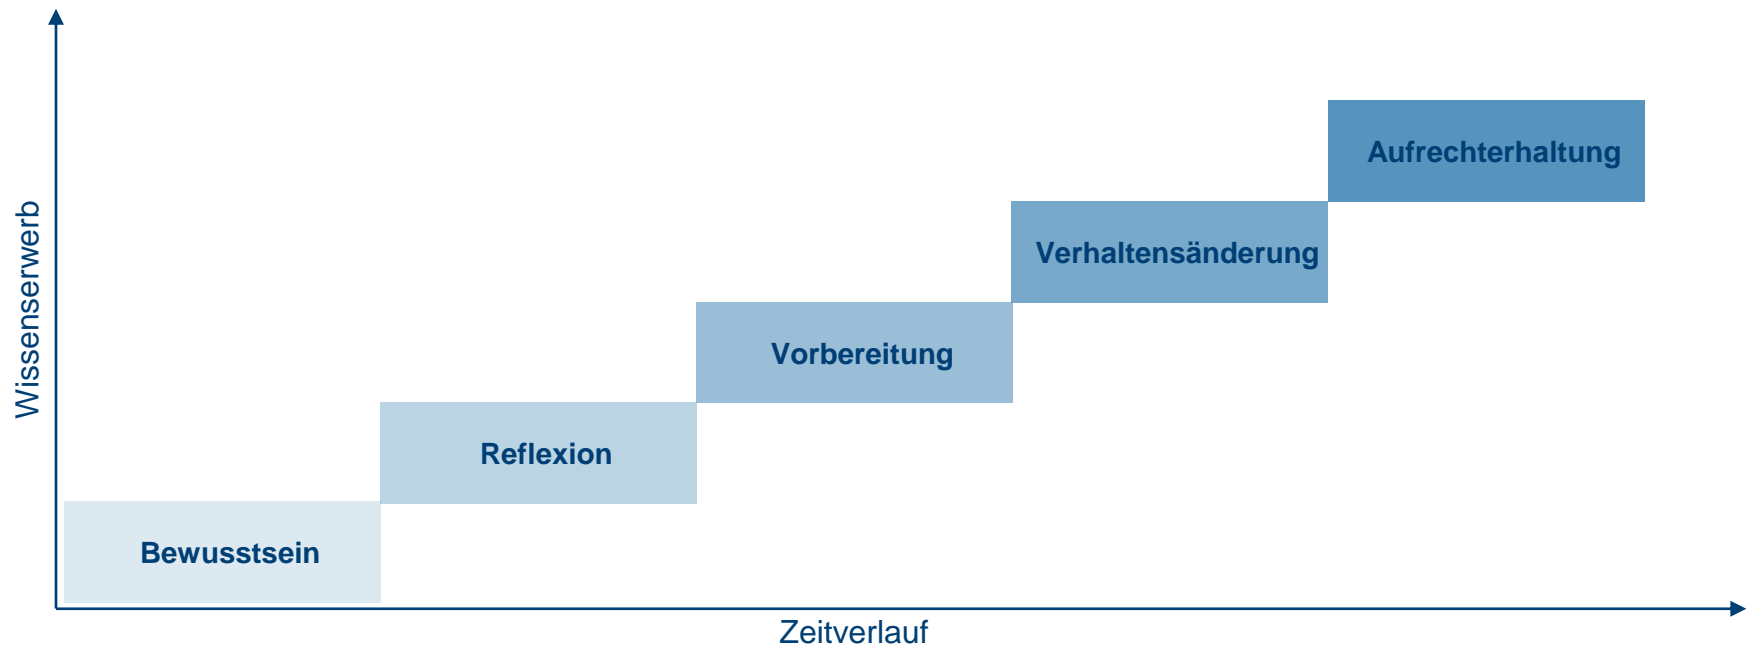 Aufrechterhaltung
Verhaltensänderung
Vorbereitung
Reflexion
Bewusstsein
Wissenserwerb
Zeitverlauf